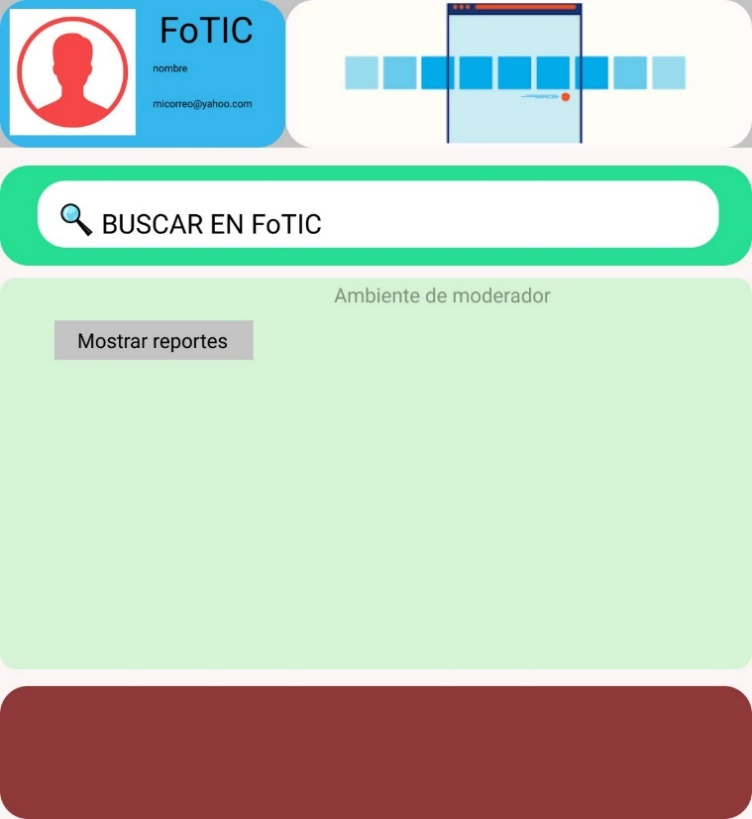 FoTIC
nombre
micorreo@yahoo.com
BUSCAR EN FoTIC
Ambiente de moderador
Mostrar reportes